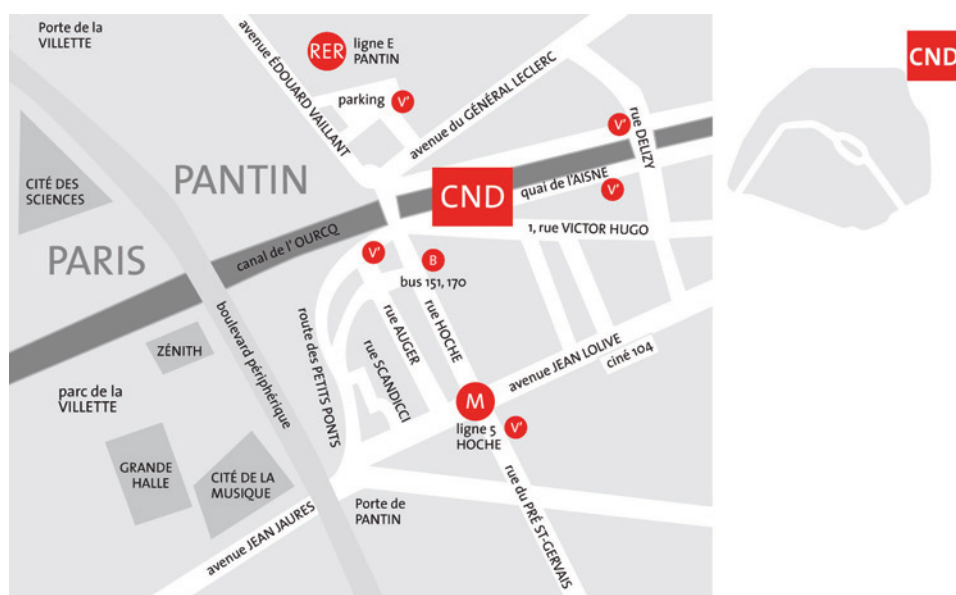 Porte de la
VILLETTE
avenue ÉDOUARD VAILLANT
RER
ligne E
PANTIN
parking
V'
avenue du GÉNÉRAL LECLERC
V'
rue DELIZY
CND
CITÉ DES
SCIENCES
PANTIN
CND
quai de l'AISNE
V'
1, rue VICTOR HUGO
PARIS
canal de l' OURCQ
V'
B
bus 151, 170
boulevard périphérique
route des PETITS PONTS
rue AUGER
rue HOCHE
rue SCANDICCI
ZÉNITH
avenue JEAN LOLIVE
ciné 104
parc de la
VILLETTE
M
ligne 5
HOCHE
V'
GRANDE
HALLE
CITÉ DE LA
MUSIQUE
Porte de
PANTIN
rue du PRÉ ST-GERVAIS
avenue JEAN JAURES